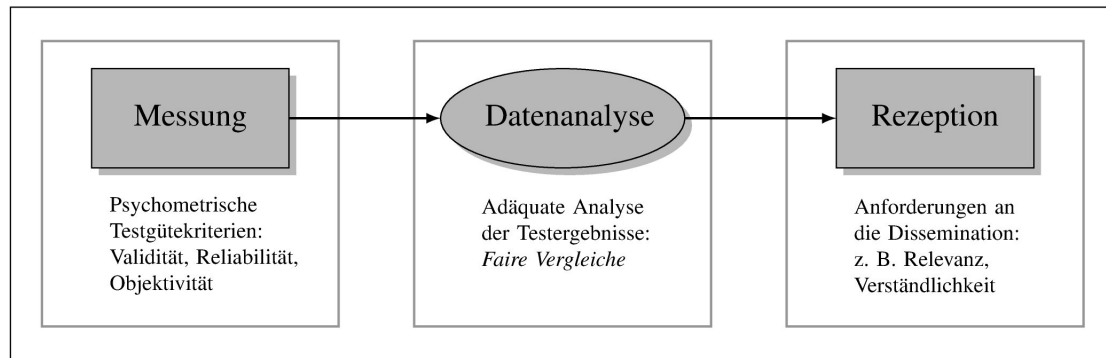 Messung
Psychometrische
Testgütekriterien:
Validität, Reliabilität,
Objektivität
Datenanalyse
Adäquate Analyse
der Testergebnisse:
Faire Vergleiche
Rezeption
Anforderungen an
die Dissemination:
z. B. Relevanz,
Verständlichkeit